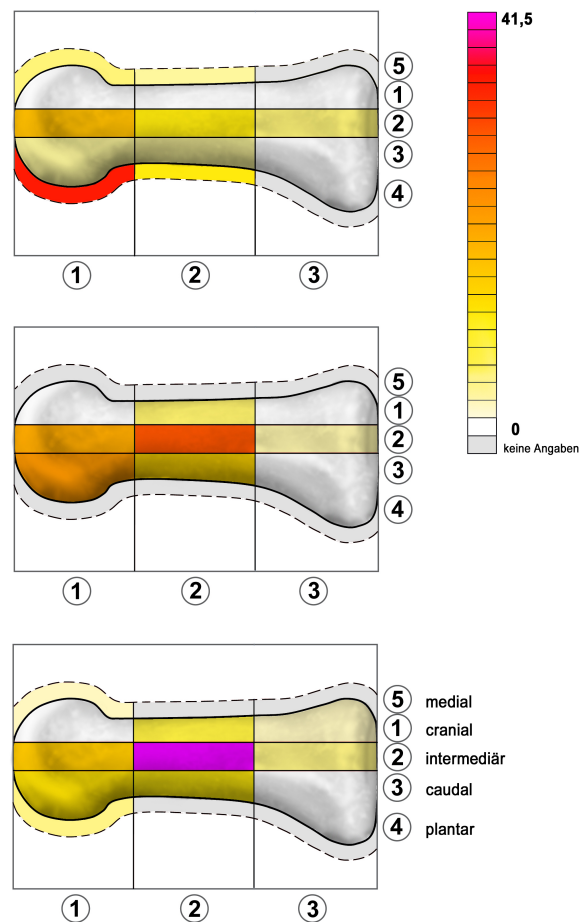 41,5
5
1
2
3
4
0
keine Angaben
1 2 3
5
1
2
3
4
1 2 3
5 medial
1 cranial
2 intermediär
3 caudal
4 plantar
1 2 3